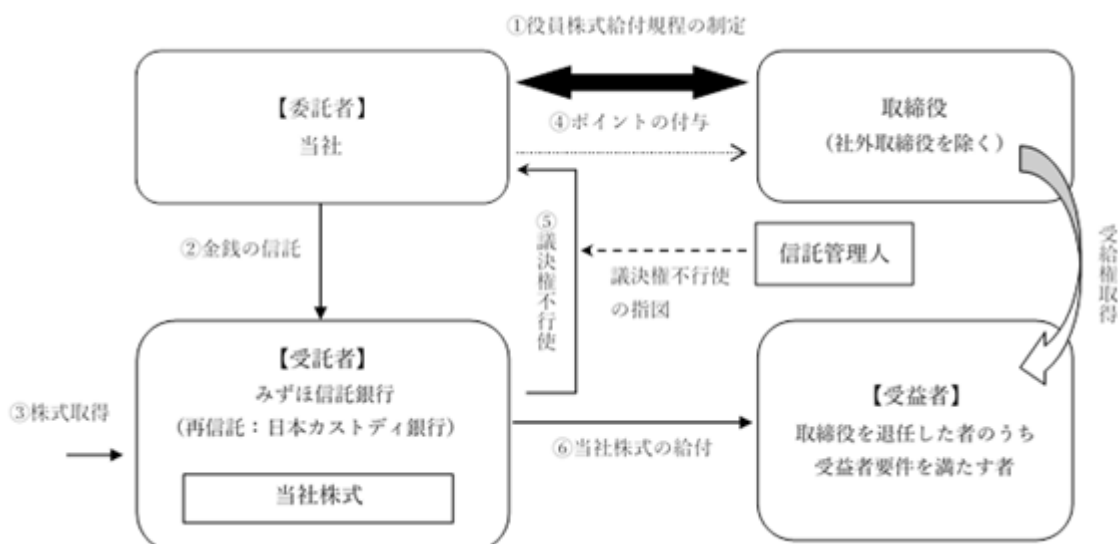 ①役員株式給付規程の制定
【委託者】
当社
④ポイントの付与
取締役
（社外取締役を除く）
②金銭の信託
⑤議決権不行使
議決権不行使
の指図
信託管理人
受給権取得
③株式取得
【受託者】
みずほ信託銀行
（再信託：日本カストディ銀行）
当社株式
⑥当社株式の給付
【受益者】
取締役を退任した者のうち
受益者要件を満たす者